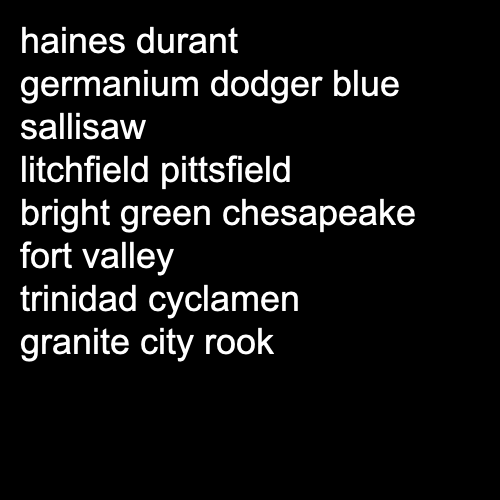 haines durant
germanium dodger blue
sallisaw
litchfield pittsfield
bright green chesapeake
fort valley
trinidad cyclamen
granite city rook